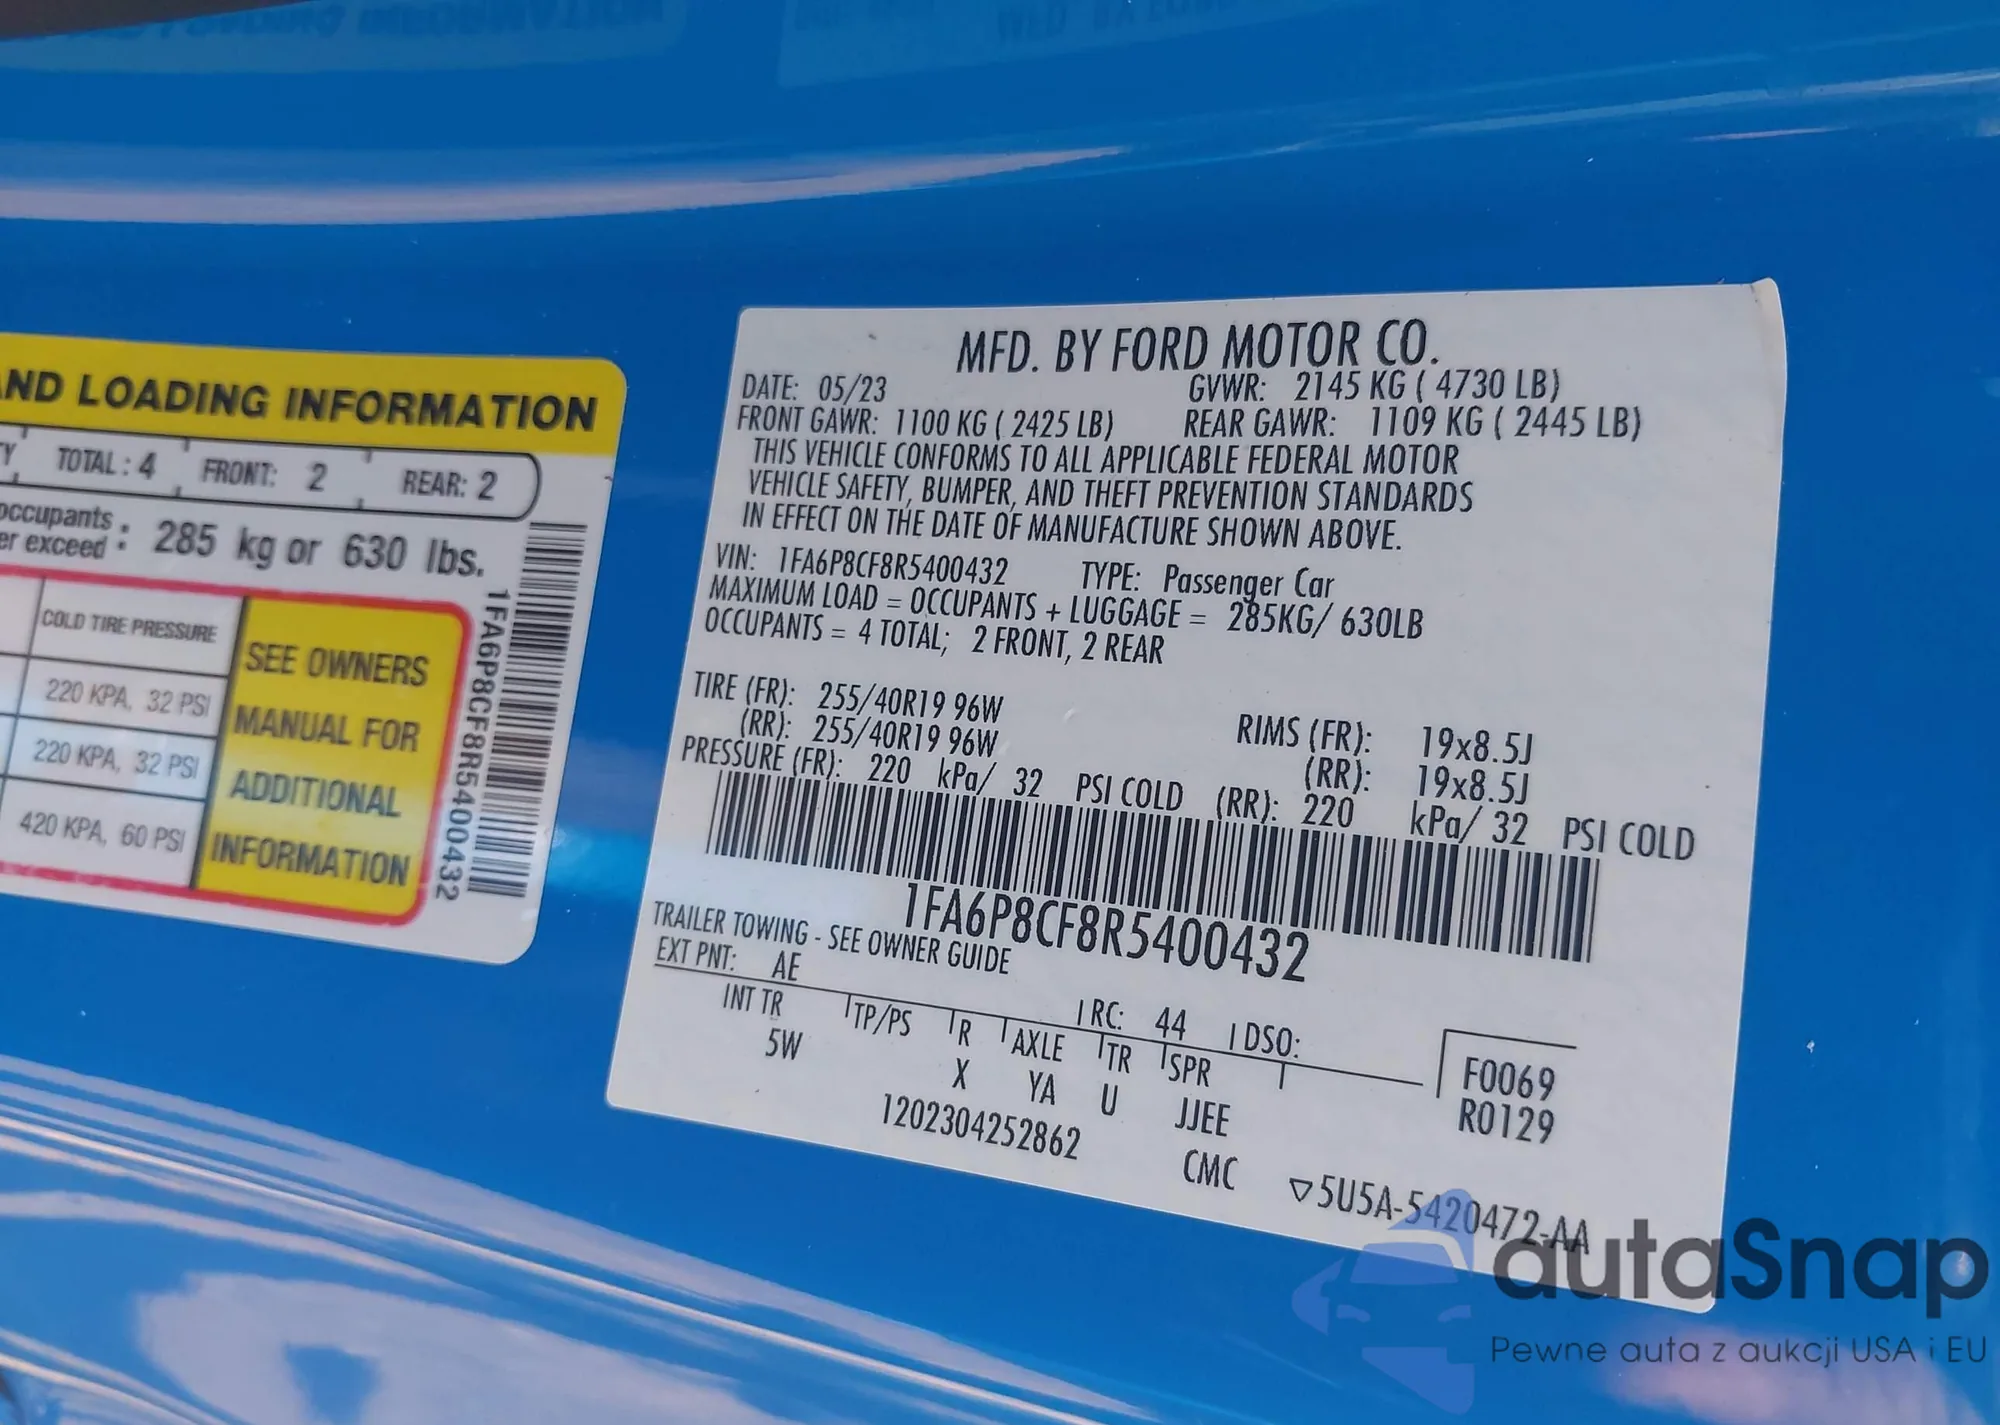 AND LOADING INFORMATION
TOTAL: 4 FRONT: 2 REAR: 2
occupants
exceed : 285 kg or 630 lbs.
COLD TIRE PRESSURE
220 KPA, 32 PSI
220 KPA, 32 PSI
420 KPA, 60 PSI
SEE OWNERS
MANUAL FOR
ADDITIONAL
INFORMATION
1FA6P8CF8R5400432
MFD. BY FORD MOTOR CO.
DATE: 05/23 GVWR: 2145 KG ( 4730 LB)
FRONT GAWR: 1100 KG ( 2425 LB) REAR GAWR: 1109 KG ( 2445 LB)
THIS VEHICLE CONFORMS TO ALL APPLICABLE FEDERAL MOTOR
VEHICLE SAFETY, BUMPER, AND THEFT PREVENTION STANDARDS
IN EFFECT ON THE DATE OF MANUFACTURE SHOWN ABOVE.
VIN: 1FA6P8CF8R5400432 TYPE: Passenger Car
MAXIMUM LOAD = OCCUPANTS + LUGGAGE = 285KG/ 630LB
OCCUPANTS = 4 TOTAL; 2 FRONT, 2 REAR
TIRE (FR): 255/40R19 96W RIMS (FR): 19x8.5J
(RR): 255/40R19 96W (RR): 19x8.5J
PRESSURE (FR): 220 kPa/ 32 PSI COLD (RR): 220 kPa/ 32 PSI COLD
1FA6P8CF8R5400432
TRAILER TOWING - SEE OWNER GUIDE
EXT PNT: AE RC: 44 DSO:
INT TR TP/PS R AXLE TR SPR F0069
5W X YA U JJEE R0129
1202304252862 CMC ▽5U5A-5420472-AA
autaSnap
Pewne auta z aukcji USA i EU